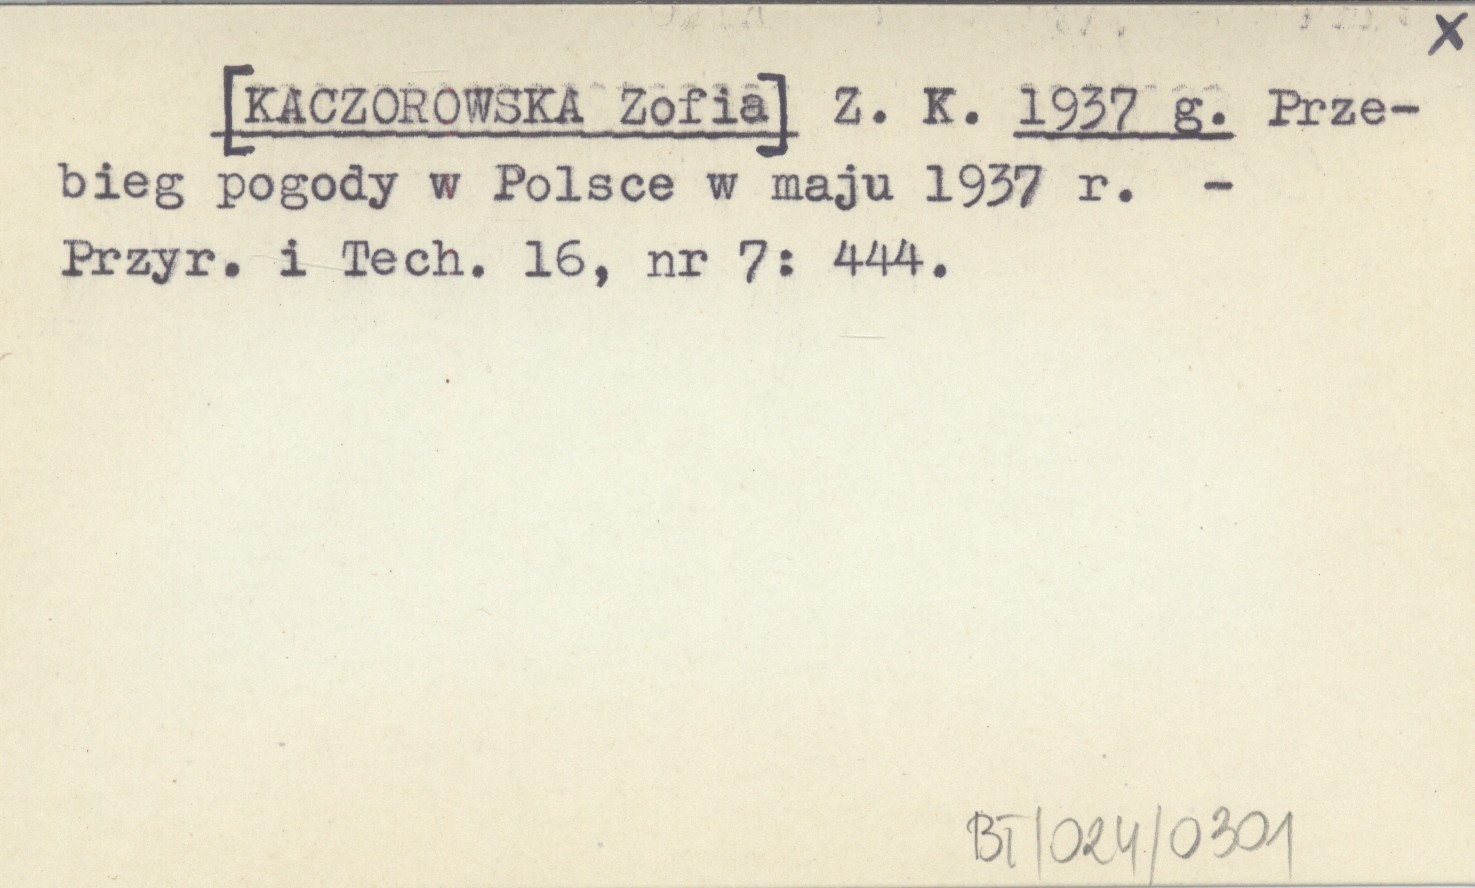 x
[KACZOROWSKA Zofia] Z. K. 1937 g. Prze-
bieg pogody w Polsce w maju 1937 r. -
Przyr. i Tech. 16, nr 7: 444.
BT/024/0301